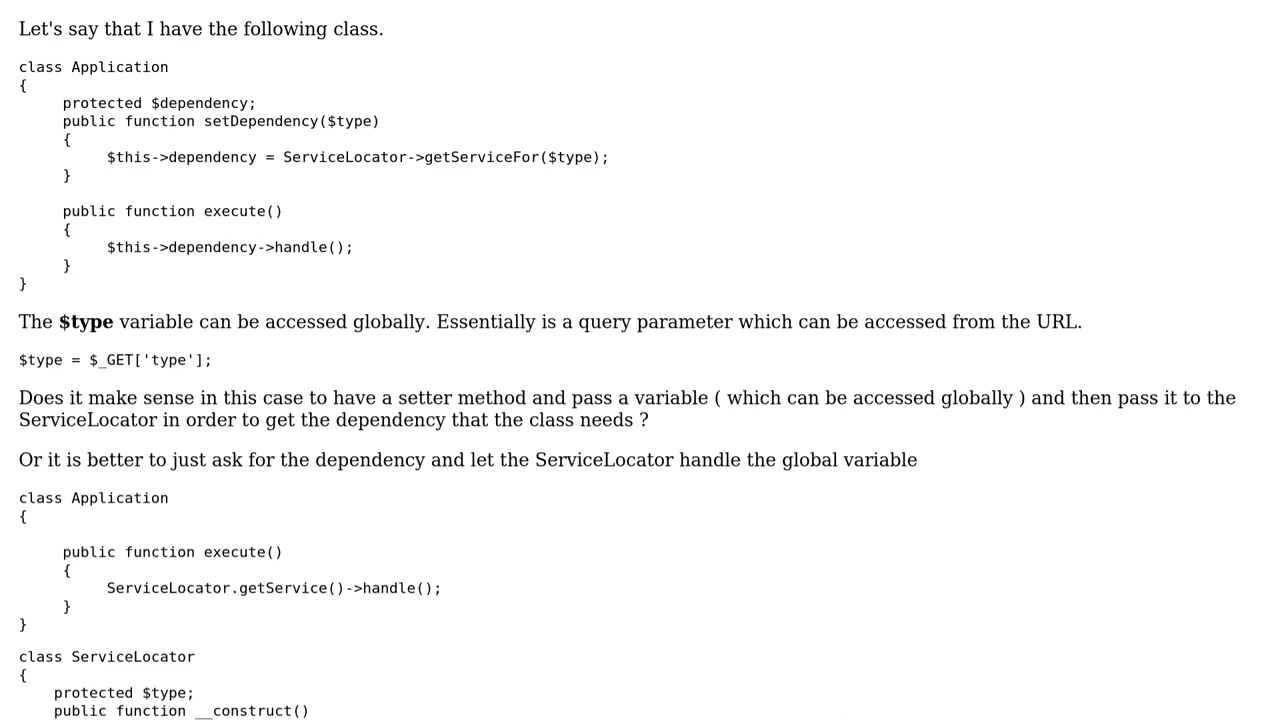 Let's say that I have the following class.
class Application
{
     protected $dependency;
     public function setDependency($type)
     {
          $this->dependency = ServiceLocator->getServiceFor($type);
     }
     public function execute()
     {
          $this->dependency->handle();
     }
}
The $type variable can be accessed globally. Essentially is a query parameter which can be accessed from the URL.
$type = $_GET['type'];
Does it make sense in this case to have a setter method and pass a variable ( which can be accessed globally ) and then pass it to the
ServiceLocator in order to get the dependency that the class needs ?
Or it is better to just ask for the dependency and let the ServiceLocator handle the global variable
class Application
{
     public function execute()
     {
          ServiceLocator.getService()->handle();
     }
}
class ServiceLocator
{
    protected $type;
    public function __construct()